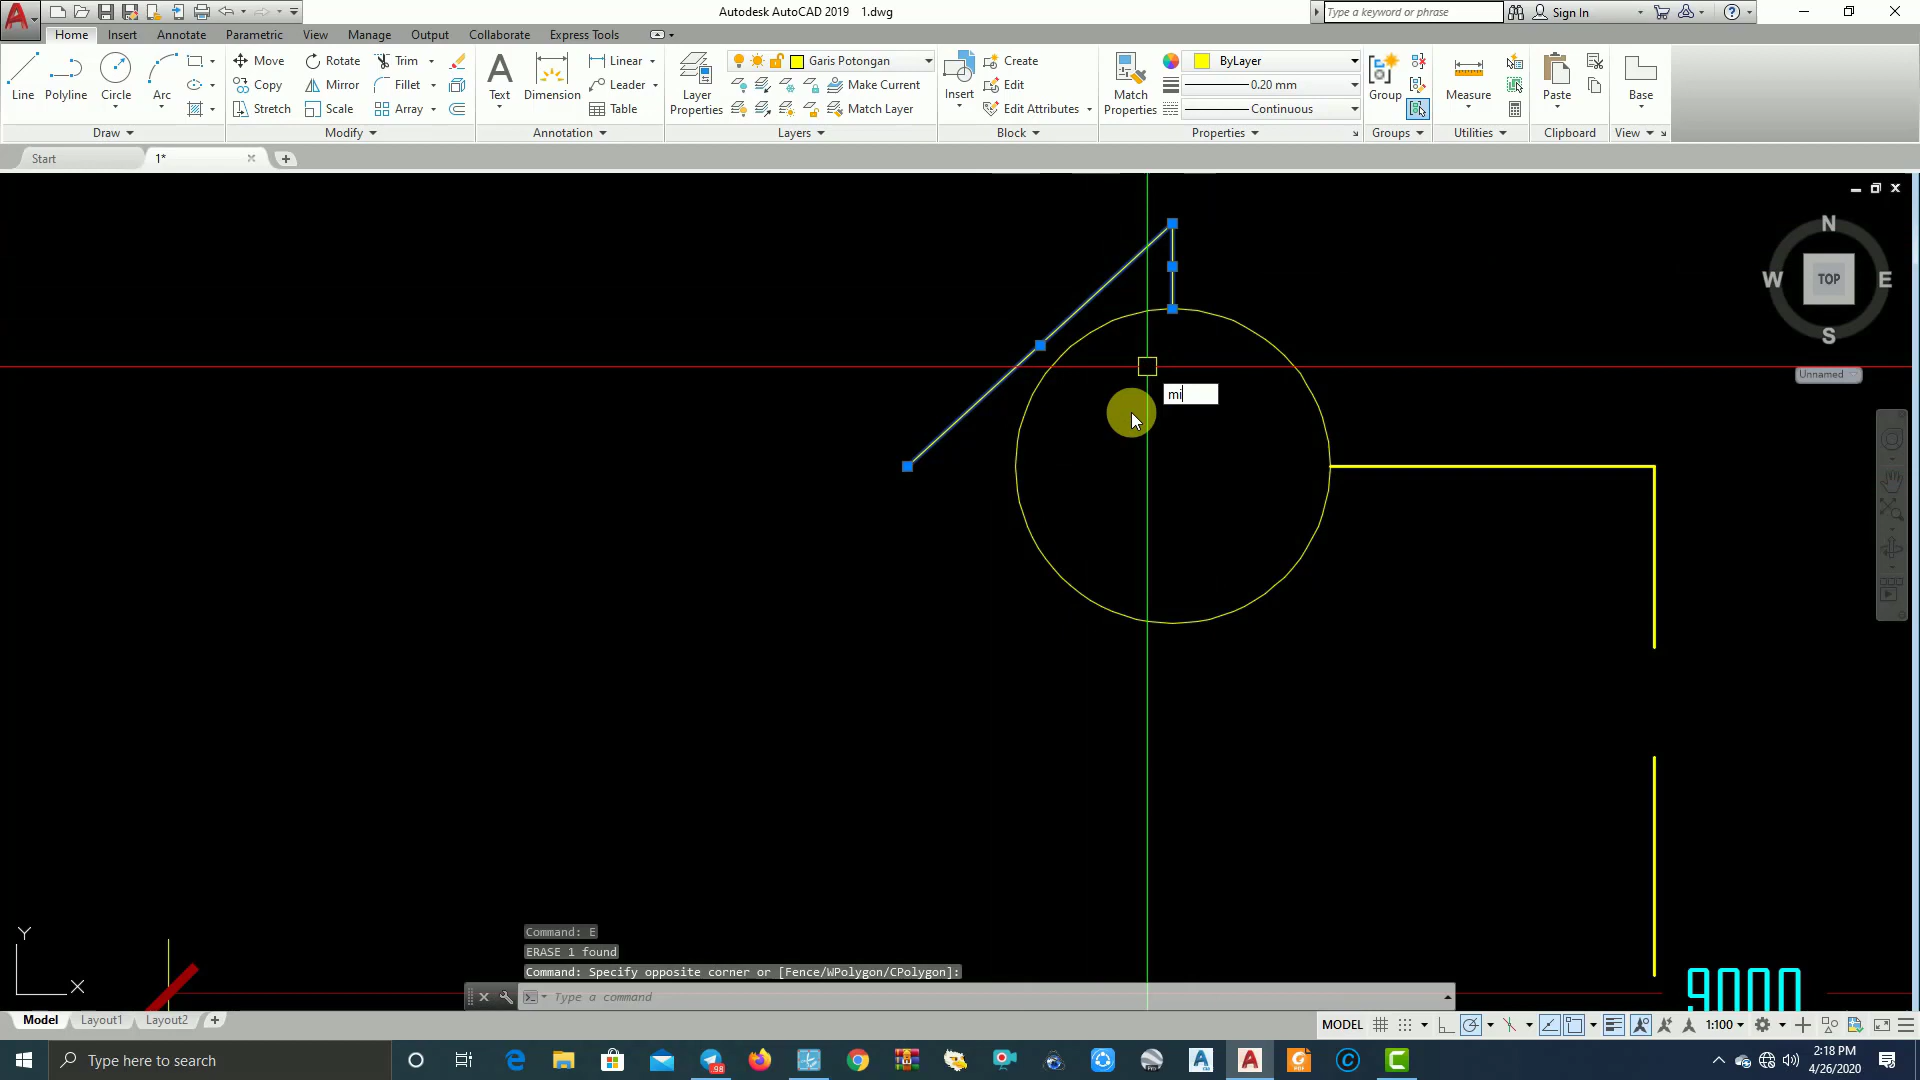 Autodesk AutoCAD 2019 1.dwg
Type a keyword or phrase
Sign In
Home Insert Annotate Parametric View Manage Output Collaborate Express Tools
Line Polyline Circle Arc
Move Rotate Trim
Copy Mirror Fillet
Stretch Scale Array
Text Dimension
Linear
Leader
Table
Layer Properties
Garis Potongan
Make Current
Match Layer
Insert
Create
Edit
Edit Attributes
Match Properties
ByLayer
0.20 mm
Continuous
Group
Measure
Paste
Base
Draw Modify Annotation Layers Block Properties Groups Utilities Clipboard View
Start 1*
N
W TOP E
S
Unnamed
mi
Command: E
ERASE 1 found
Command: Specify opposite corner or [Fence/WPolygon/CPolygon]:
Type a command
Y
X
9000
Model Layout1 Layout2
MODEL
1:100
Type here to search
98
2:18 PM
4/26/2020